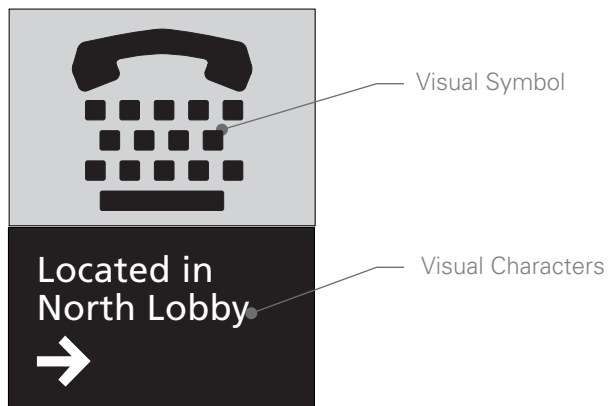 Visual Symbol
Located in
North Lobby
Visual Characters